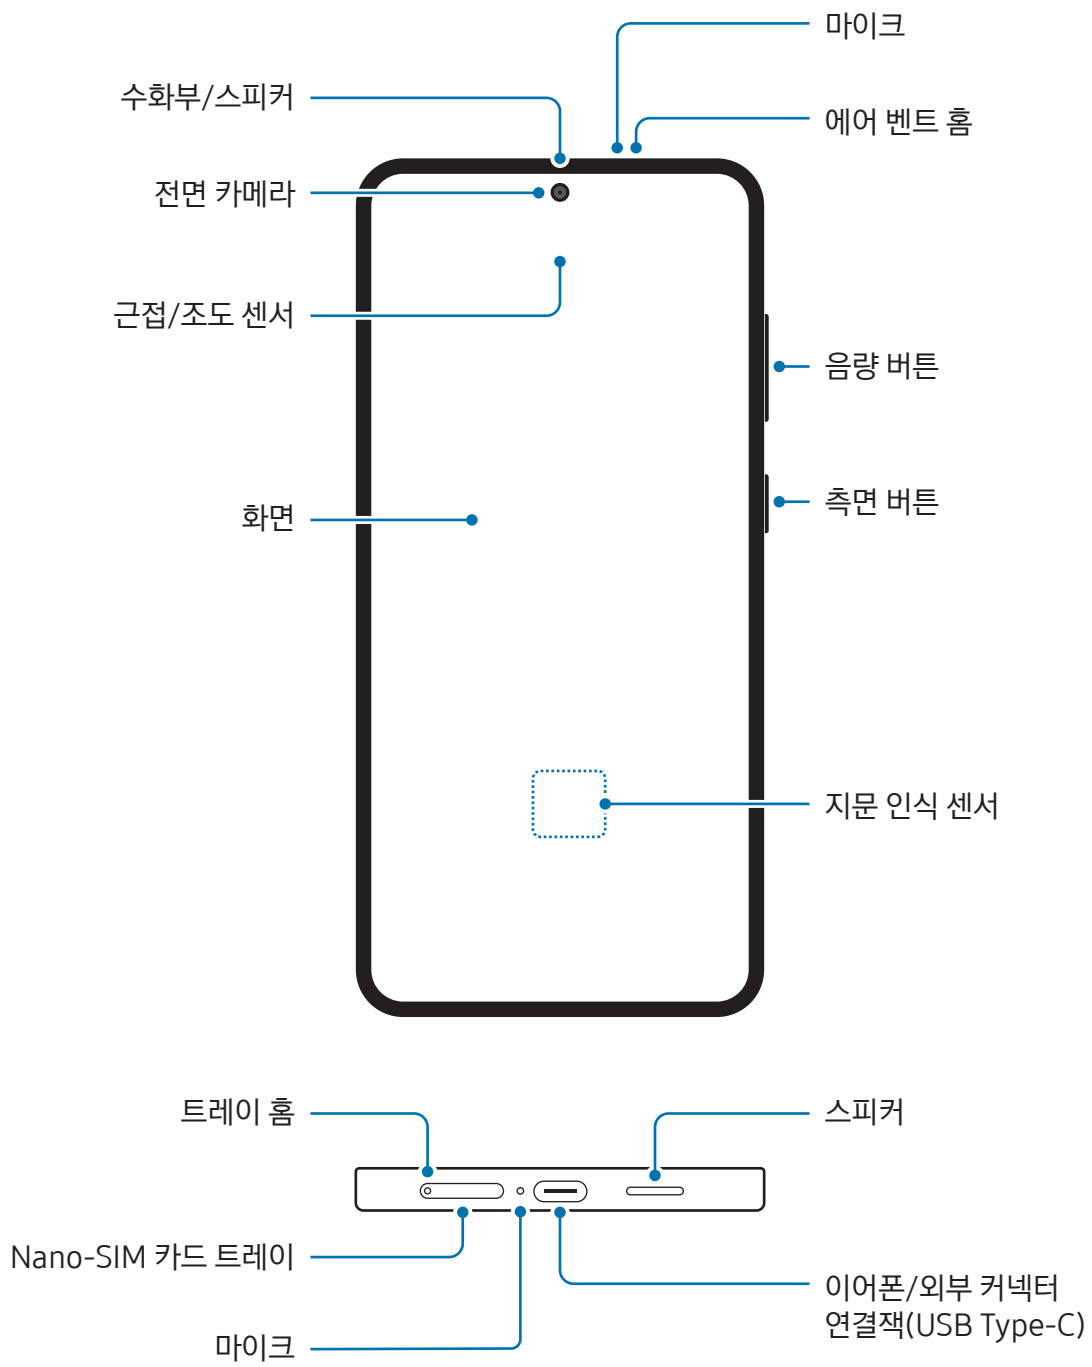 마이크
수화부/스피커
에어 벤트 홈
전면 카메라
근접/조도 센서
음량 버튼
측면 버튼
화면
지문 인식 센서
트레이 홈
스피커
Nano-SIM 카드 트레이
이어폰/외부 커넥터
연결잭(USB Type-C)
마이크